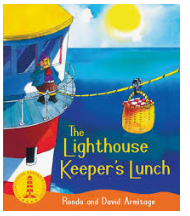 The
Lighthouse
Keeper's Lunch
Ronda and David Armitage